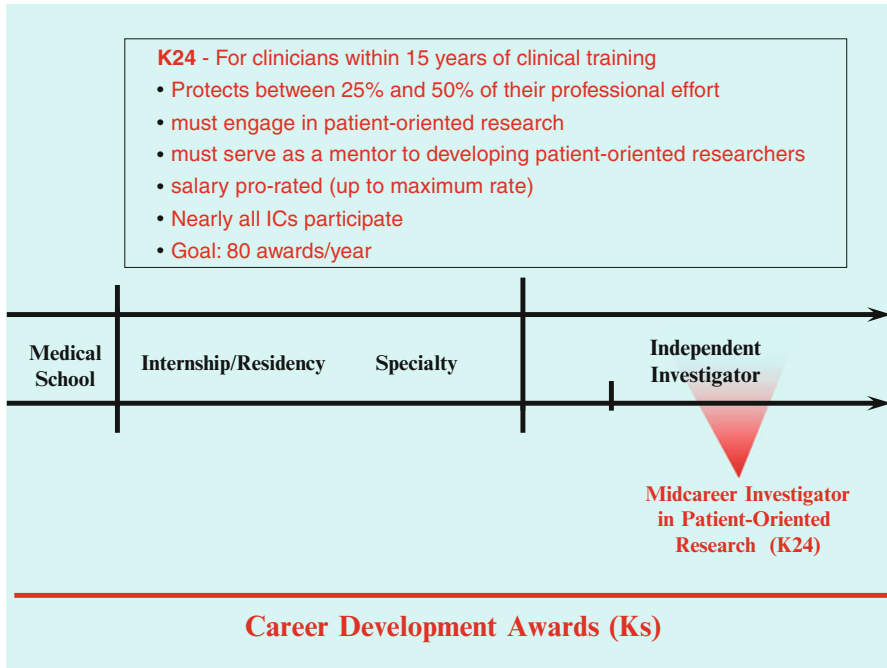 K24 - For clinicians within 15 years of clinical training
• Protects between 25% and 50% of their professional effort
• must engage in patient-oriented research
• must serve as a mentor to developing patient-oriented researchers
• salary pro-rated (up to maximum rate)
• Nearly all ICs participate
• Goal: 80 awards/year
Medical
School
Internship/Residency
Specialty
Independent
Investigator
Midcareer Investigator
in Patient-Oriented
Research (K24)
Career Development Awards (Ks)